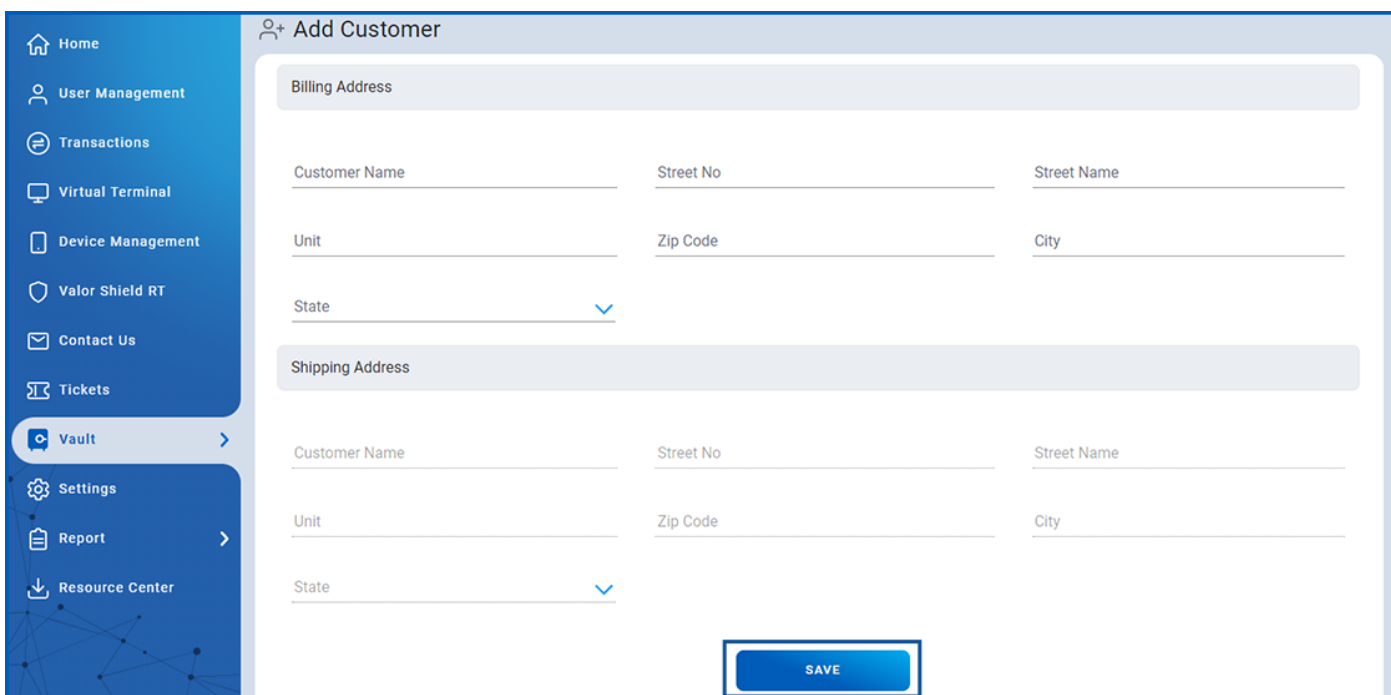 Home
User Management
Transactions
Virtual Terminal
Device Management
Valor Shield RT
Contact Us
Tickets
Vault
Settings
Report
Resource Center
Add Customer
Billing Address
Customer Name Street No Street Name
Unit Zip Code City
State
Shipping Address
Customer Name Street No Street Name
Unit Zip Code City
State
SAVE